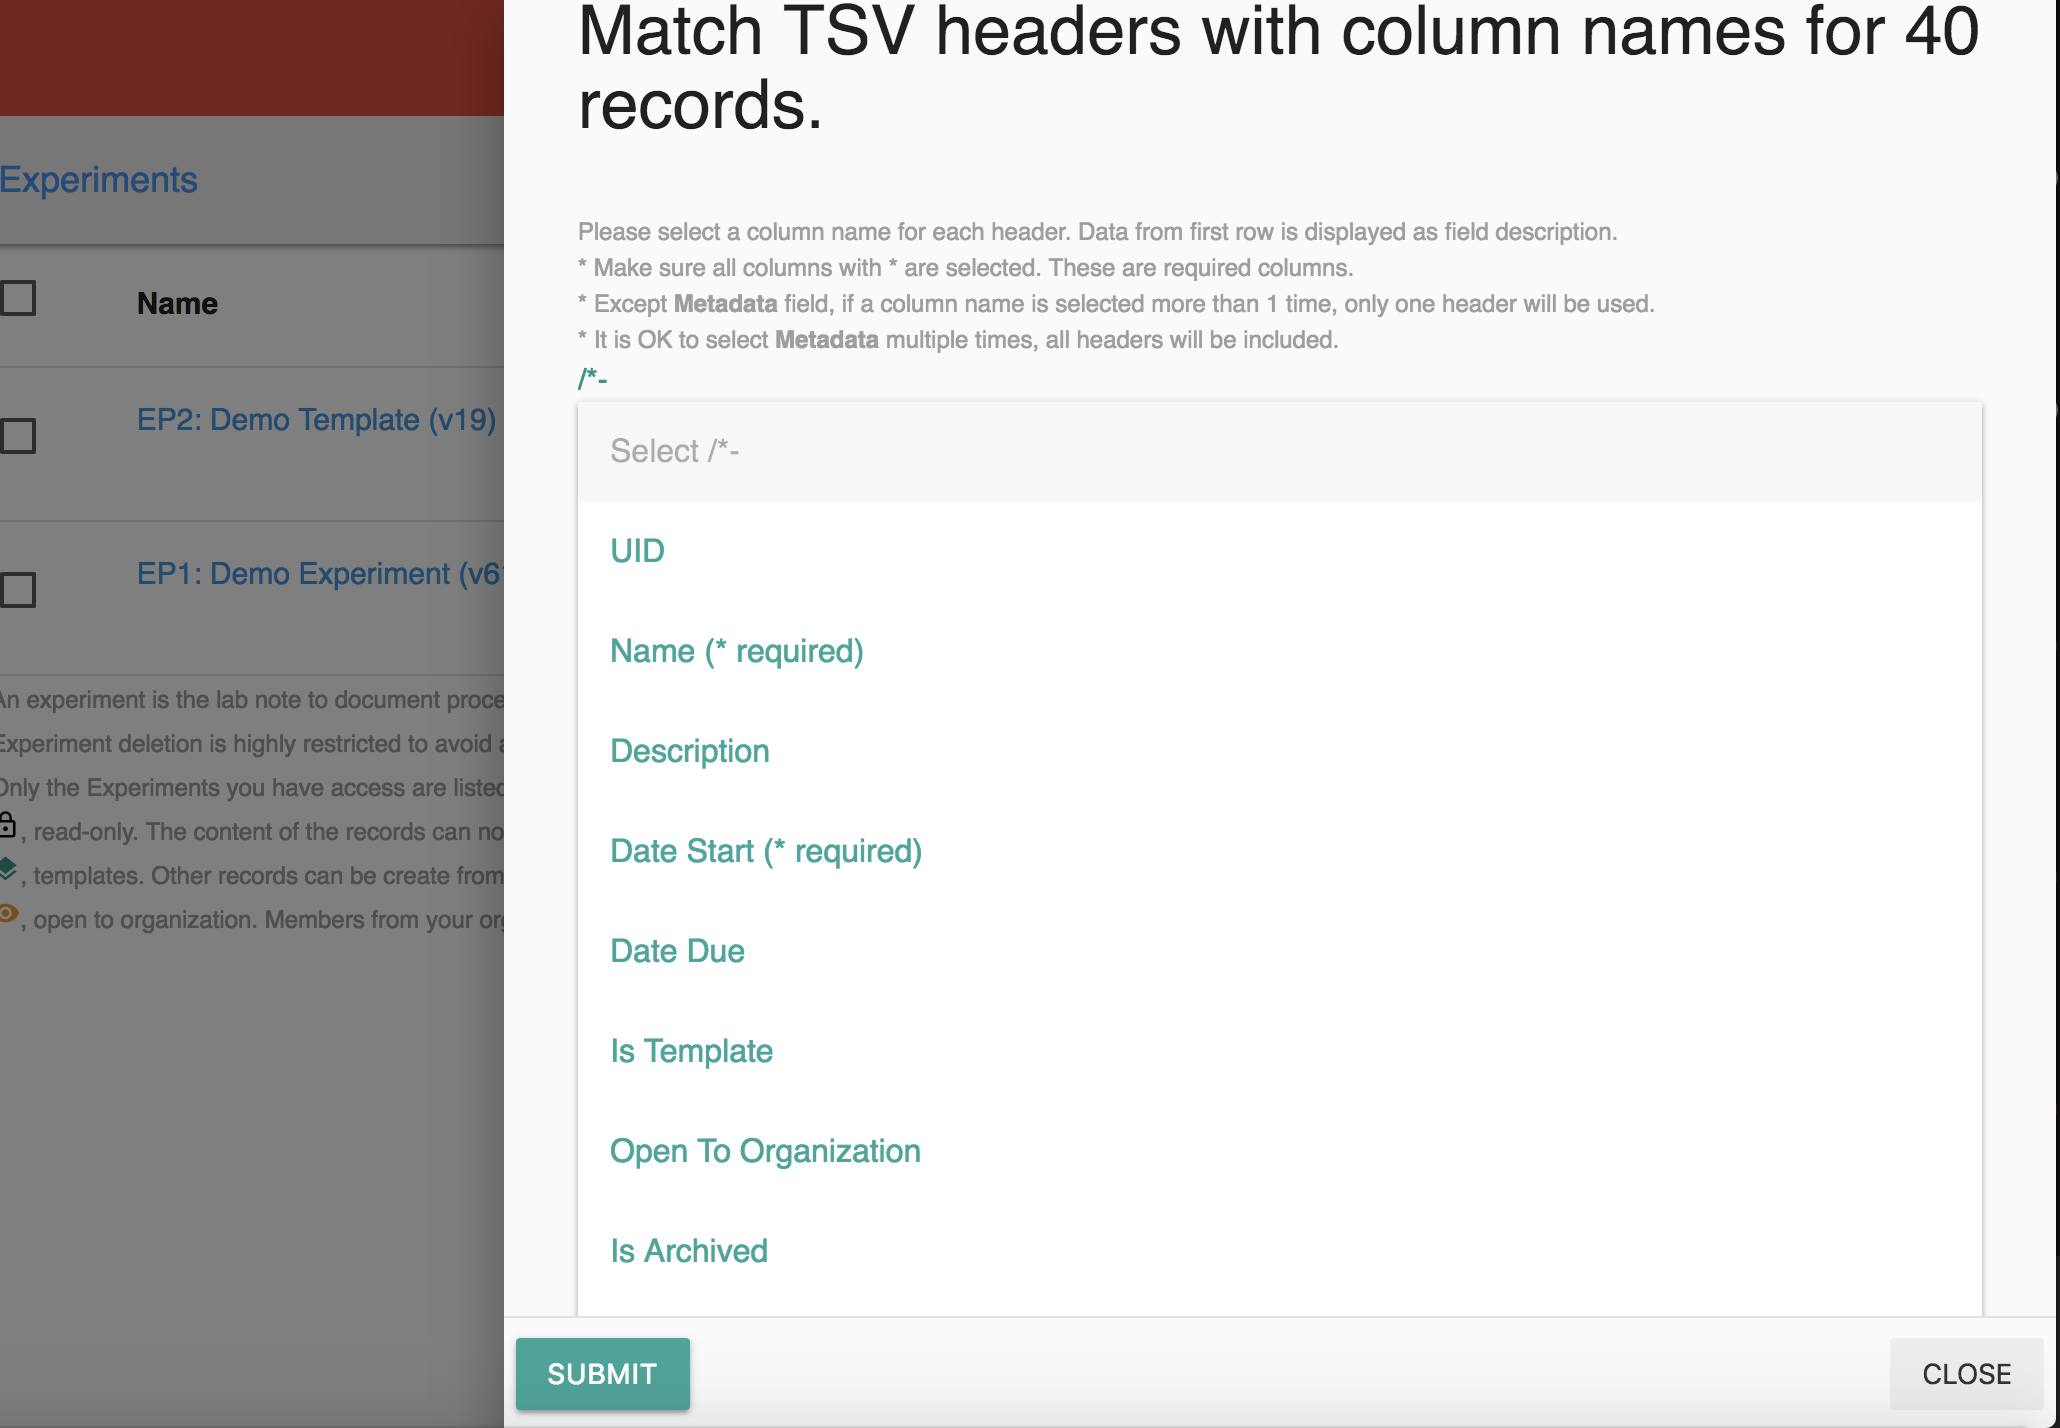 Match TSV headers with column names for 40
records.
Experiments
Please select a column name for each header. Data from first row is displayed as field description.
* Make sure all columns with * are selected. These are required columns.
* Except Metadata field, if a column name is selected more than 1 time, only one header will be used.
* It is OK to select Metadata multiple times, all headers will be included.
/*-
Select /*-
UID
Name (* required)
Description
Date Start (* required)
Date Due
Is Template
Open To Organization
Is Archived
SUBMIT
CLOSE
Name
EP2: Demo Template (v19)
EP1: Demo Experiment (v6
An experiment is the lab note to document proce
Experiment deletion is highly restricted to avoid
Only the Experiments you have access are listed
, read-only. The content of the records can no
, templates. Other records can be create from
, open to organization. Members from your or